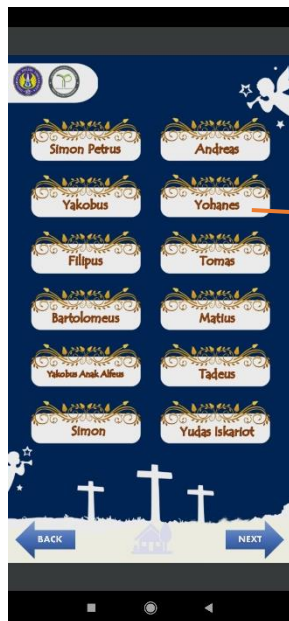 Simon Petrus
Andreas
Yakobus
Yohanes
Filipus
Tomas
Bartolomeus
Matius
Yakobus Anak Alfeus
Tadeus
Simon
Yudas Iskariot
BACK
NEXT